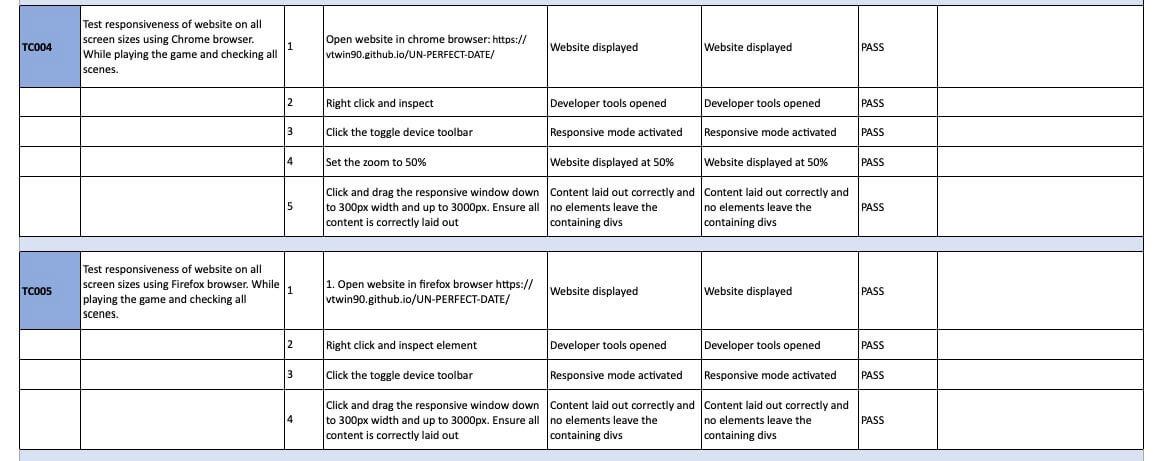 TC004
Test responsiveness of website on all
screen sizes using Chrome browser.
While playing the game and checking all
scenes.
1
Open website in chrome browser: https://
vtwin90.github.io/UN-PERFECT-DATE/
Website displayed
Website displayed
PASS
2
Right click and inspect
Developer tools opened
Developer tools opened
PASS
3
Click the toggle device toolbar
Responsive mode activated
Responsive mode activated
PASS
4
Set the zoom to 50%
Website displayed at 50%
Website displayed at 50%
PASS
5
Click and drag the responsive window down
to 300px width and up to 3000px. Ensure all
content is correctly laid out
Content laid out correctly and
no elements leave the
containing divs
Content laid out correctly and
no elements leave the
containing divs
PASS
TC005
Test responsiveness of website on all
screen sizes using Firefox browser. While
playing the game and checking all
scenes.
1
1. Open website in firefox browser https://
vtwin90.github.io/UN-PERFECT-DATE/
Website displayed
Website displayed
PASS
2
Right click and inspect element
Developer tools opened
Developer tools opened
PASS
3
Click the toggle device toolbar
Responsive mode activated
Responsive mode activated
PASS
4
Click and drag the responsive window down
to 300px width and up to 3000px. Ensure all
content is correctly laid out
Content laid out correctly and
no elements leave the
containing divs
Content laid out correctly and
no elements leave the
containing divs
PASS